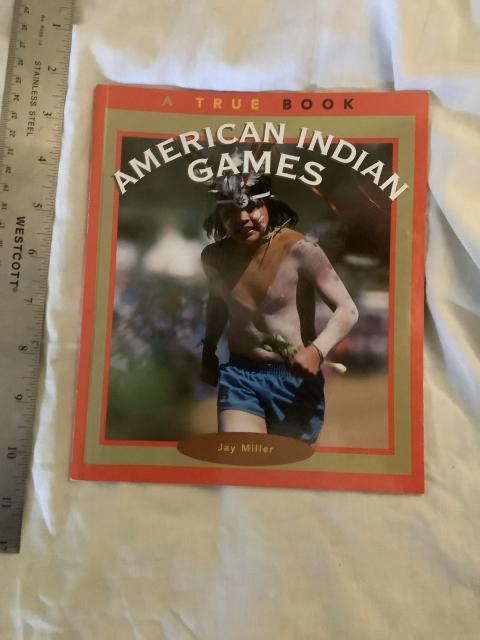 A TRUE BOOK
AMERICAN INDIAN
GAMES
Jay Miller
STAINLESS STEEL
WESTCOTT
1
2
3
4
5
6
7
8
9
10
11